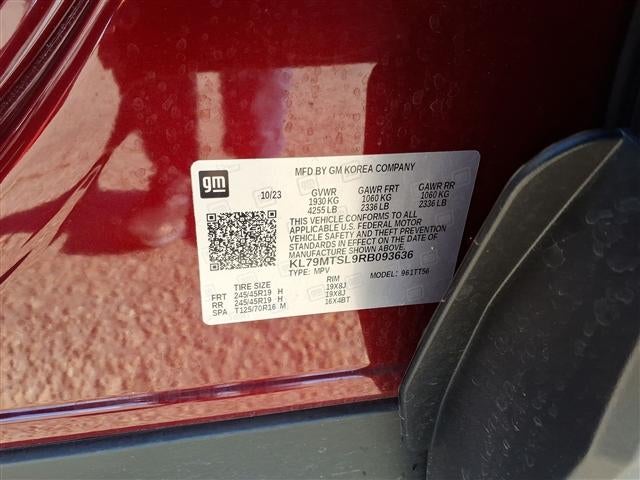 MFD BY GM KOREA COMPANY
gm
10/23 GVWR GAWR FRT GAWR RR
1930 KG 1060 KG 1060 KG
4255 LB 2336 LB 2336 LB
THIS VEHICLE CONFORMS TO ALL
APPLICABLE U.S. FEDERAL MOTOR
VEHICLE SAFETY AND THEFT PREVENTION
STANDARDS IN EFFECT ON THE DATE OF
MANUFACTURE SHOWN ABOVE.
KL79MTSL9RB093636
TYPE: MPV MODEL: 961TT56
TIRE SIZE RIM
FRT 245/45R19 H 19X8J
RR 245/45R19 H 19X8J
SPA T125/70R16 M 16X4BT